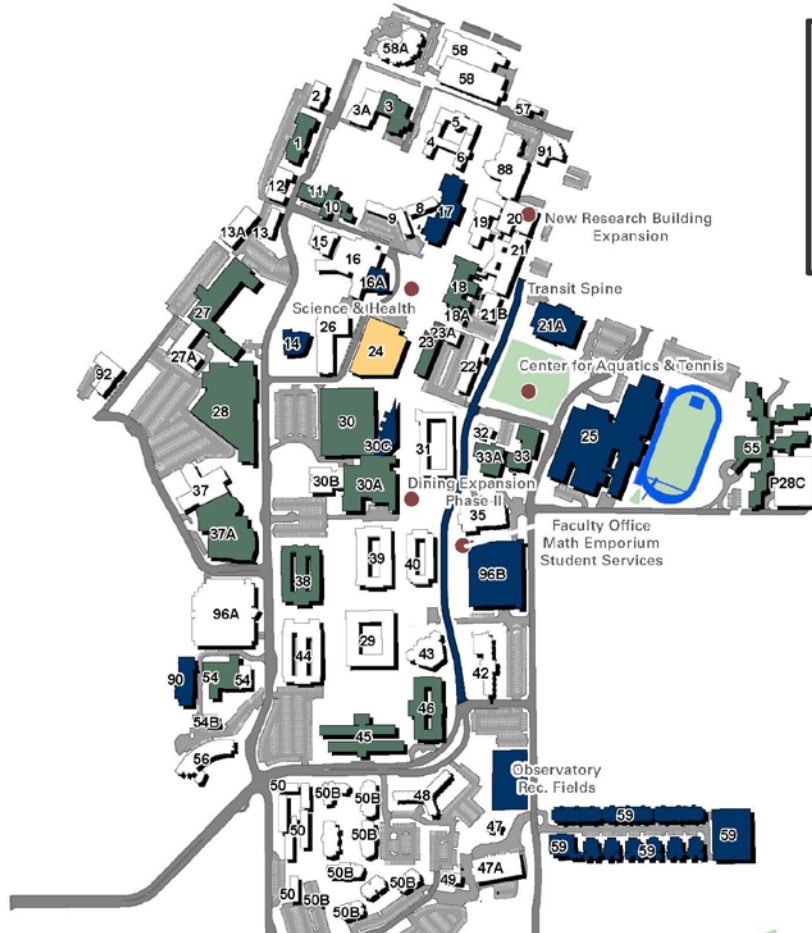 58A
58
58
2
3A
3
57
5
4
6
1
91
88
12
11
10
17
8
9
19
20
New Research Building
Expansion
13A
13
15
16
21
16A
18
Transit Spine
Science & Health
18A
21B
21A
27
14
26
24
23
23A
22
27A
92
Center for Aquatics & Tennis
28
30
30C
31
32
33A
33
25
55
P28C
37
30B
30A
Dining Expansion
Phase II
35
37A
Faculty Office
Math Emporium
Student Services
38
39
40
96B
96A
44
29
43
42
90
54
54
54B
46
45
56
Observatory
Rec. Fields
50
50B
50B
48
50
50B
47
59
59
59
59
50B
47A
50
50B
50B
49
50B